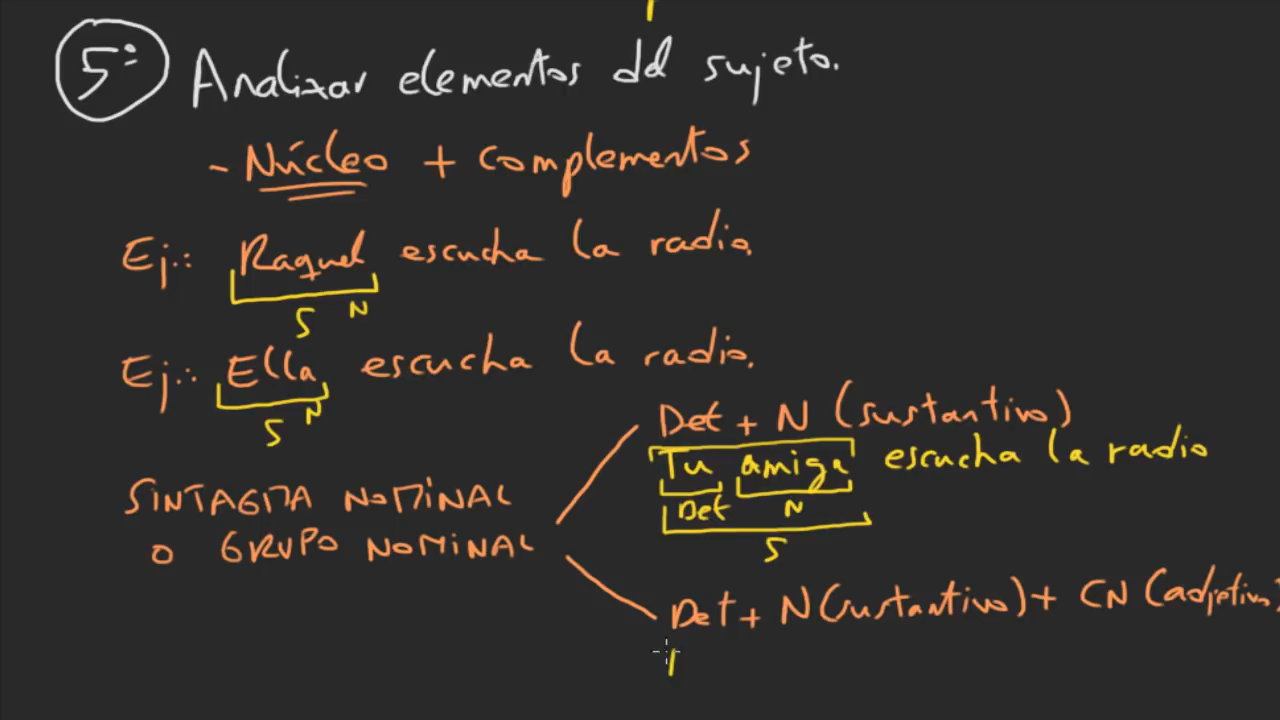 5º Analizar elementos del sujeto.
- Núcleo + complementos
Ej.: Raquel escucha la radio.
S N
Ej.: Ella escucha la radio.
S N
Det + N (sustantivo)
Tu amiga escucha la radio
Det N
S
SINTAGMA NOMINAL
O GRUPO NOMINAL
Det + N (sustantivo) + CN (adjetivo)